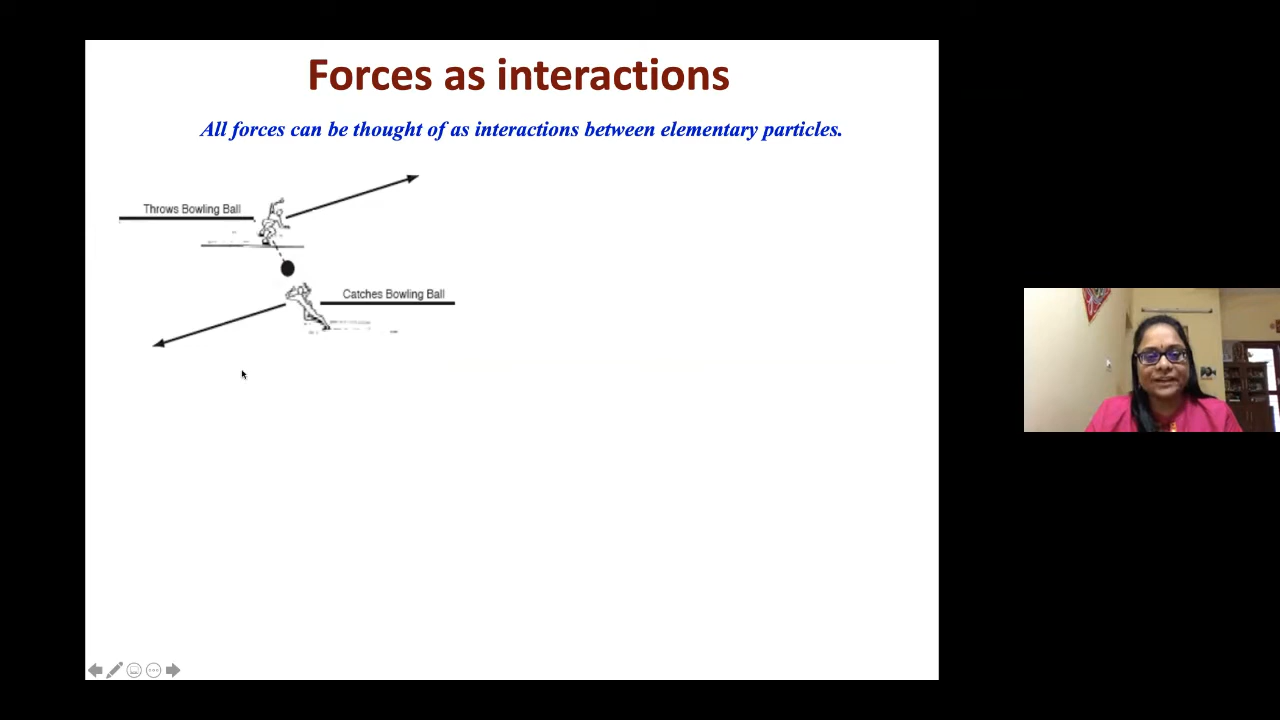 Forces as interactions
All forces can be thought of as interactions between elementary particles.
Throws Bowling Ball
Catches Bowling Ball